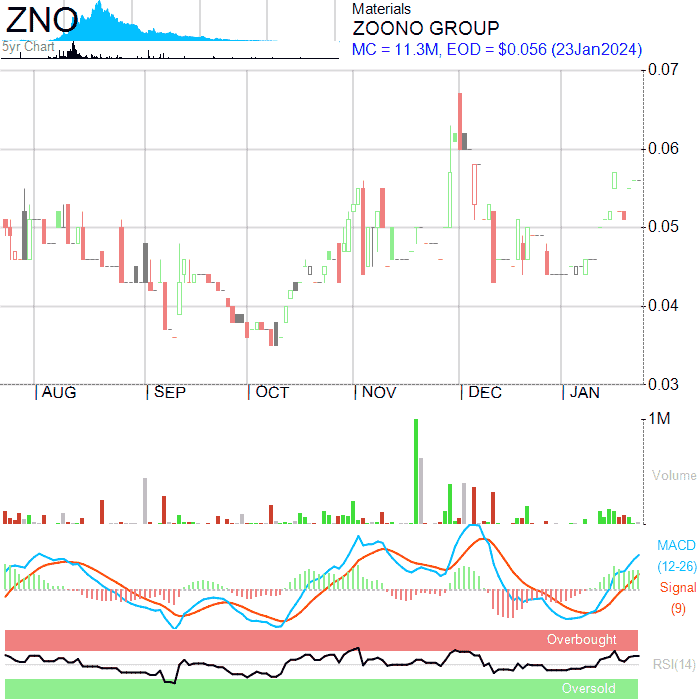 ZNO
5yr Chart
Materials
ZOONO GROUP
MC = 11.3M, EOD = $0.056 (23Jan2024)
0.07
0.06
0.05
0.04
0.03
AUG
SEP
OCT
NOV
DEC
JAN
1M
Volume
MACD
(12-26)
Signal
(9)
Overbought
RSI(14)
Oversold